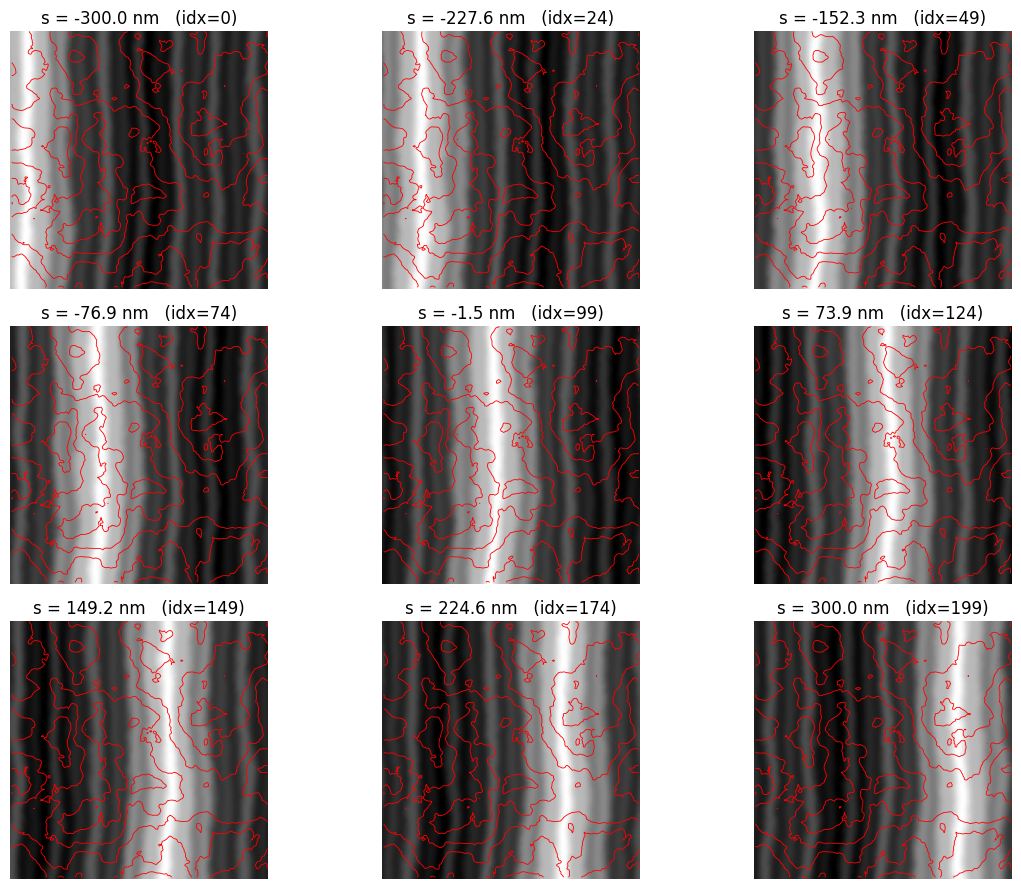 s = -300.0 nm   (idx=0)
s = -227.6 nm   (idx=24)
s = -152.3 nm   (idx=49)
s = -76.9 nm   (idx=74)
s = -1.5 nm   (idx=99)
s = 73.9 nm   (idx=124)
s = 149.2 nm   (idx=149)
s = 224.6 nm   (idx=174)
s = 300.0 nm   (idx=199)